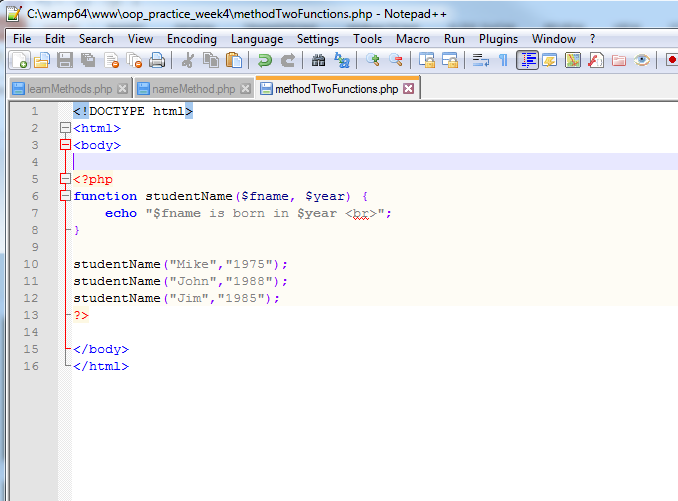 C:\wamp64\www\oop_practice_week4\methodTwoFunctions.php - Notepad++
File Edit Search View Encoding Language Settings Tools Macro Run Plugins Window ?
learnMethods.php nameMethod.php methodTwoFunctions.php
1 <!DOCTYPE html>
2 <html>
3 <body>
4
5 <?php
6 function studentName($fname, $year) {
7 echo "$fname is born in $year <br>";
8 }
9
10 studentName("Mike","1975");
11 studentName("John","1988");
12 studentName("Jim","1985");
13 ?>
14
15 </body>
16 </html>